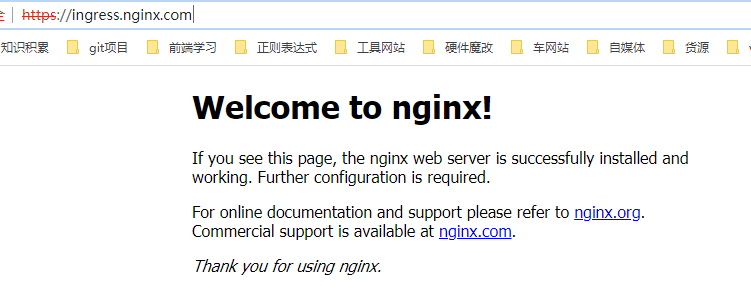 全 https://ingress.nginx.com
知识积累 git项目 前端学习 正则表达式 工具网站 硬件魔改 车网站 自媒体 货源
Welcome to nginx!
If you see this page, the nginx web server is successfully installed and
working. Further configuration is required.
For online documentation and support please refer to nginx.org.
Commercial support is available at nginx.com.
Thank you for using nginx.